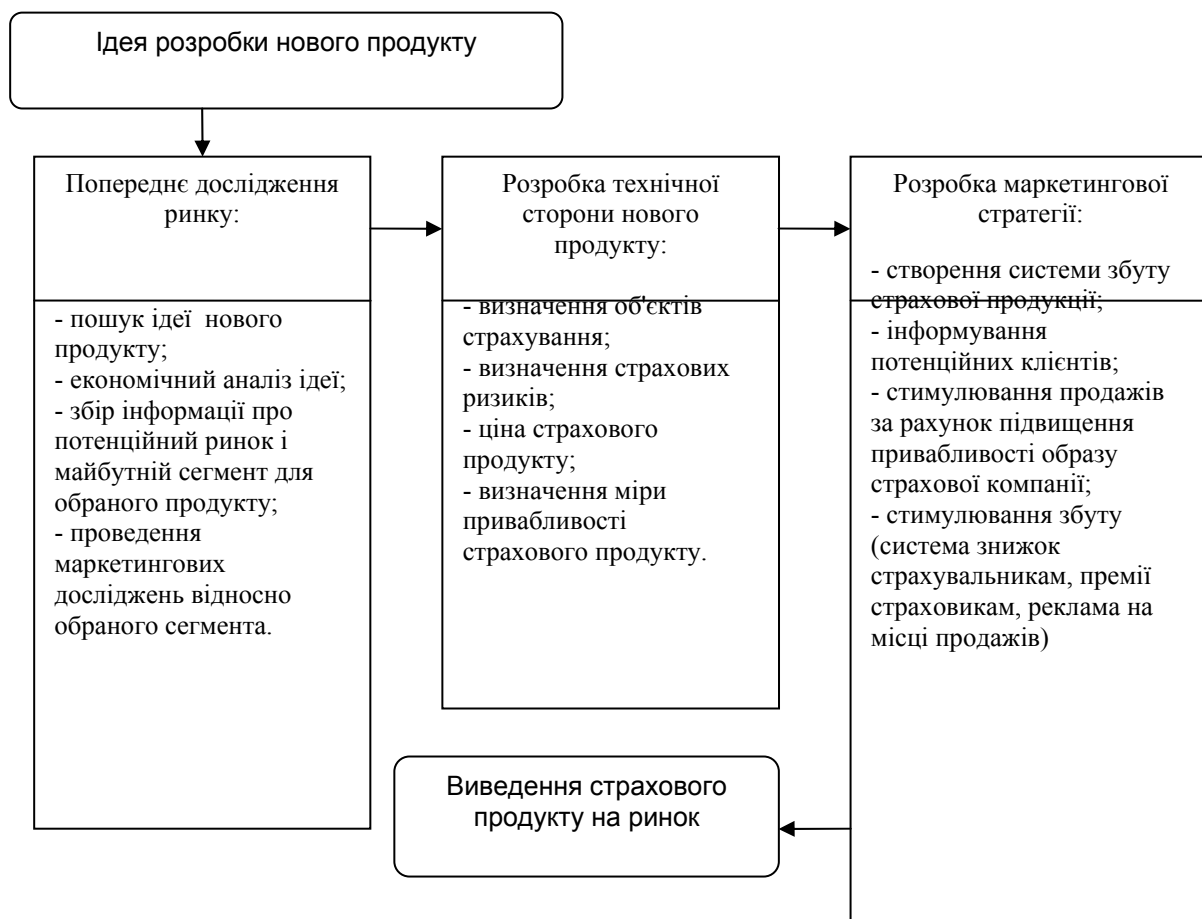 Ідея розробки нового продукту
Попереднє дослідження
ринку:
- пошук ідеї нового
продукту;
- економічний аналіз ідеї;
- збір інформації про
потенційний ринок і
майбутній сегмент для
обраного продукту;
- проведення
маркетингових
досліджень відносно
обраного сегмента.
Розробка технічної
сторони нового
продукту:
- визначення об'єктів
страхування;
- визначення страхових
ризиків;
- ціна страхового
продукту;
- визначення міри
привабливості
страхового продукту.
Розробка маркетингової
стратегії:
- створення системи збуту
страхової продукції;
- інформування
потенційних клієнтів;
- стимулювання продажів
за рахунок підвищення
привабливості образу
страхової компанії;
- стимулювання збуту
(система знижок
страхувальникам, премії
страховикам, реклама на
місці продажів)
Виведення страхового
продукту на ринок